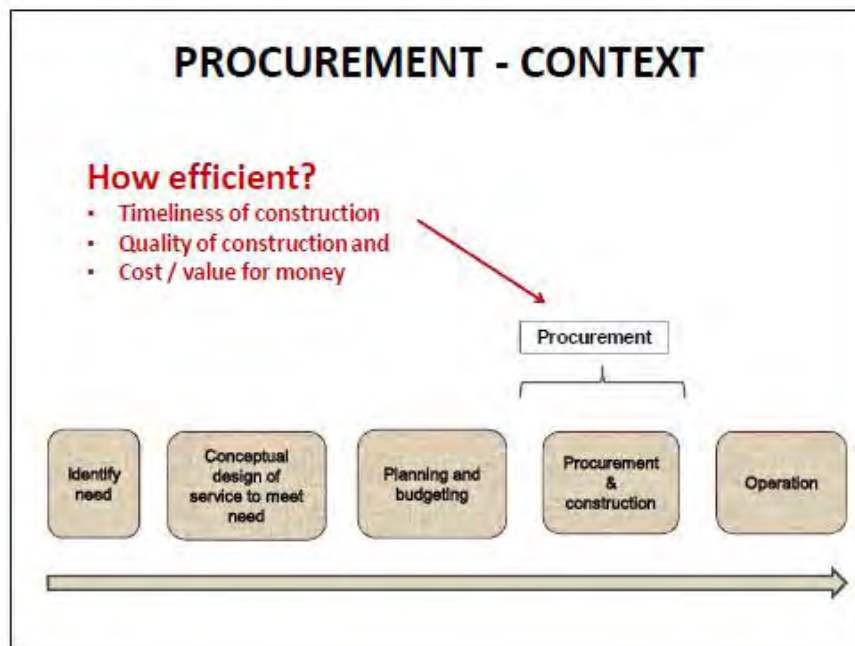 PROCUREMENT - CONTEXT
How efficient?
• Timeliness of construction
• Quality of construction and
• Cost / value for money
Procurement
Identify
need
Conceptual
design of
service to meet
need
Planning and
budgeting
Procurement
&
construction
Operation